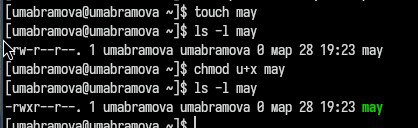 [umabramova@umabramova ~]$ touch may
[umabramova@umabramova ~]$ ls -l may
-rw-r--r--. 1 umabramova umabramova 0 мар 28 19:23 may
[umabramova@umabramova ~]$ chmod u+x may
[umabramova@umabramova ~]$ ls -l may
-rwxr--r--. 1 umabramova umabramova 0 мар 28 19:23 may
[umabramova@umabramova ~]$